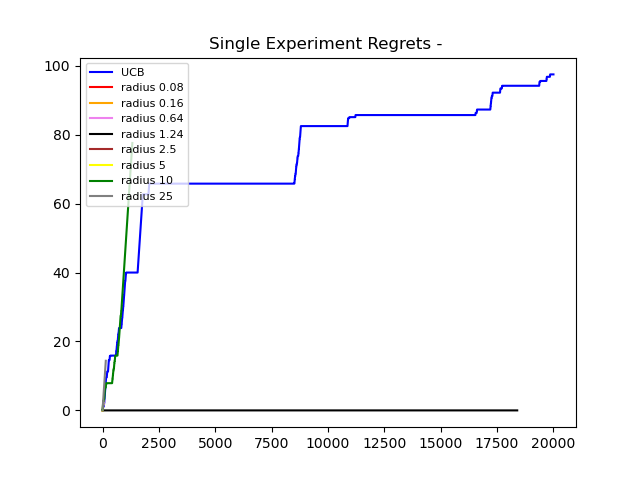 Single Experiment Regrets -
100
80
60
40
20
0
UCB
radius 0.08
radius 0.16
radius 0.64
radius 1.24
radius 2.5
radius 5
radius 10
radius 25
0 2500 5000 7500 10000 12500 15000 17500 20000